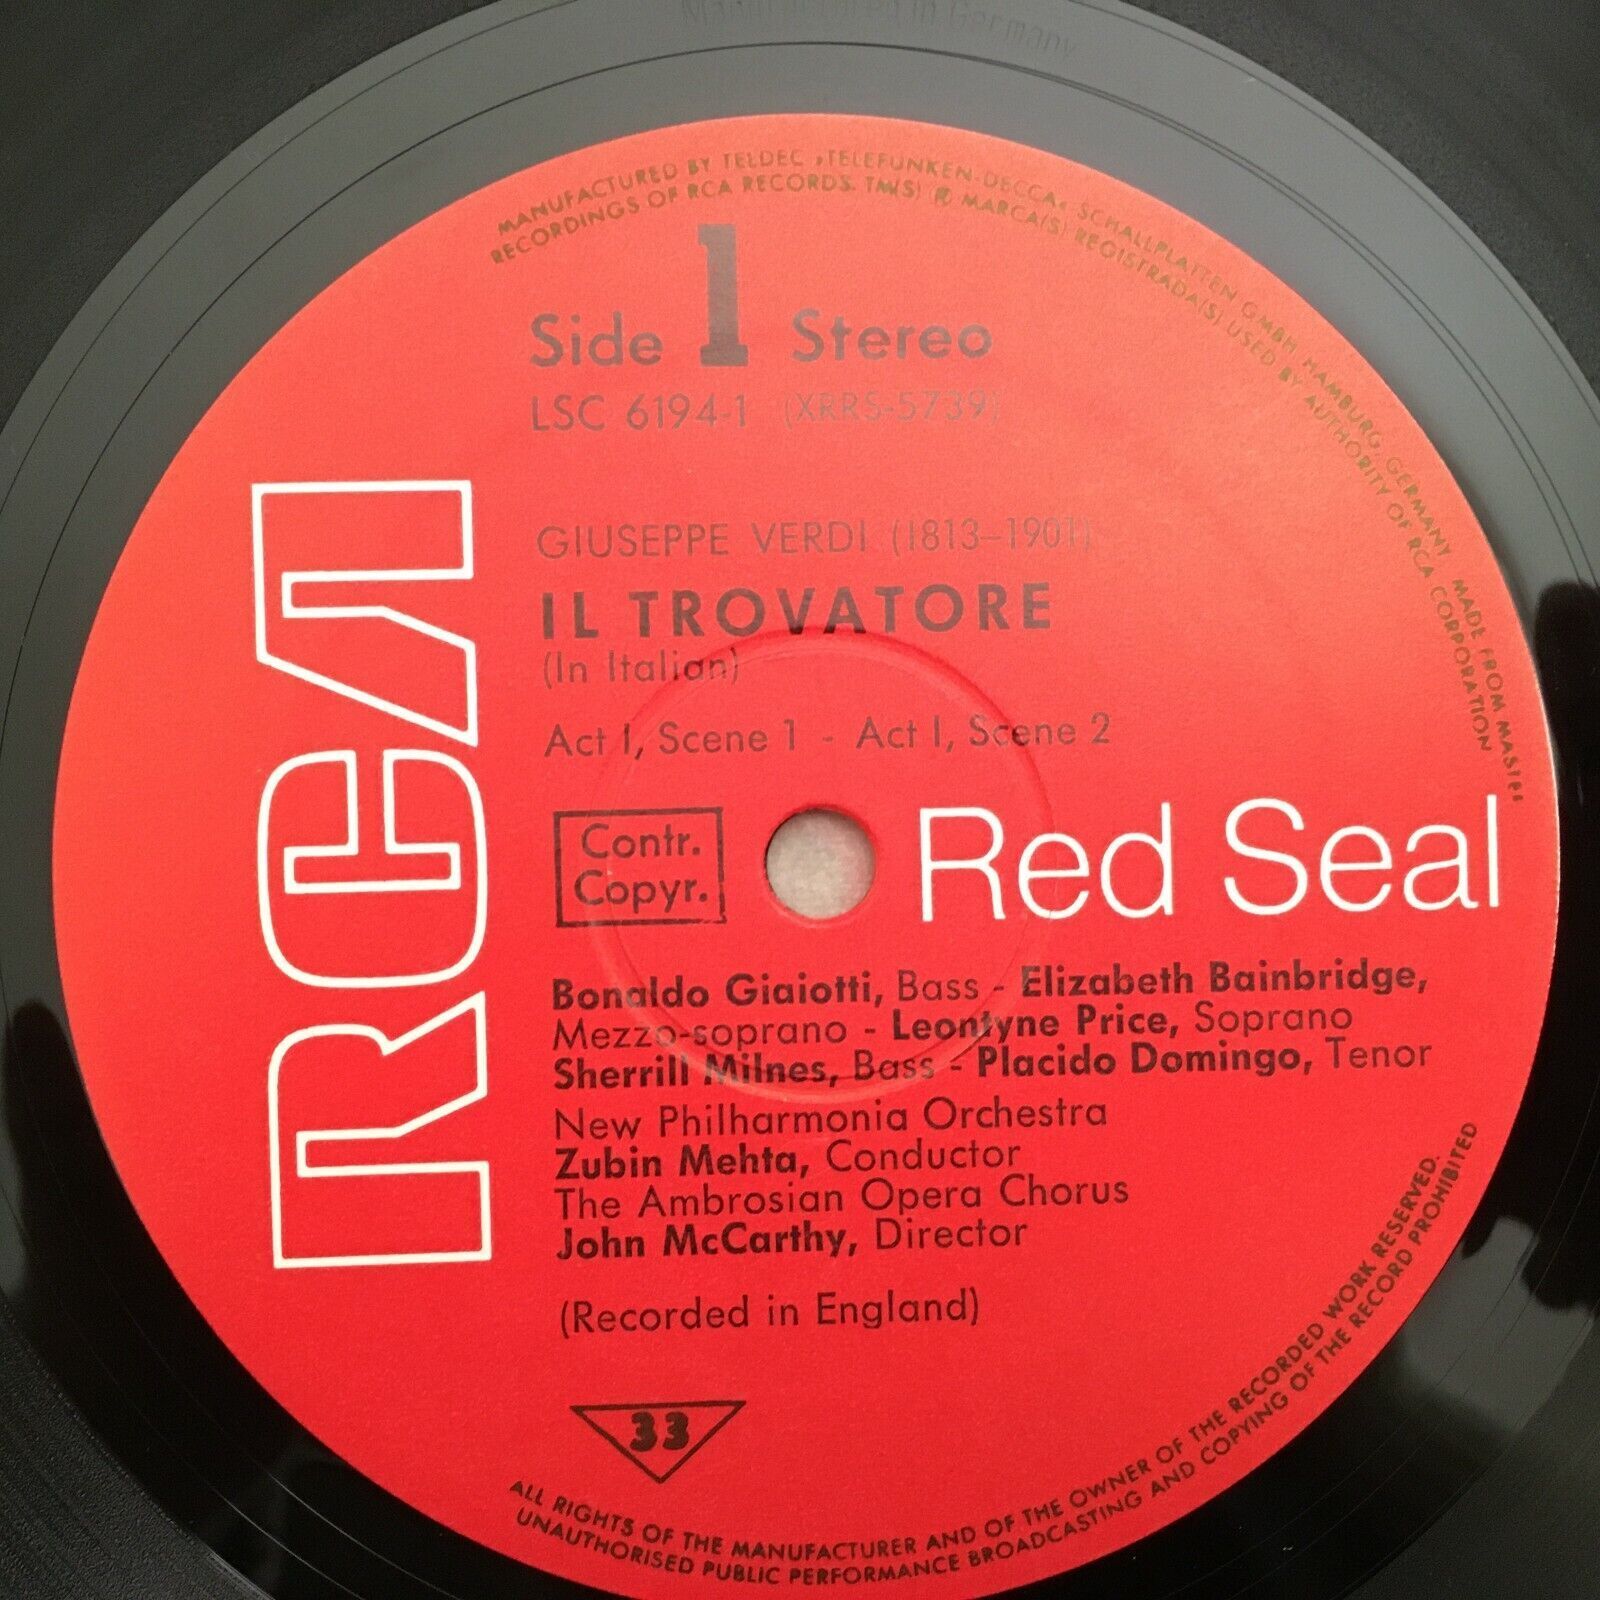 Manufactured in Germany
MANUFACTURED BY TELDEC »TELEFUNKEN-DECCA« SCHALLPLATTEN GMBH HAMBURG, GERMANY MADE FROM MASTER
RECORDINGS OF RCA RECORDS. TM(S) ® MARCA(S) REGISTRADA(S) USED BY AUTHORITY OF RCA CORPORATION
Side 1 Stereo
LSC 6194-1 (XRRS-5739)
GIUSEPPE VERDI (1813–1901)
IL TROVATORE
(In Italian)
Act I, Scene 1 - Act I, Scene 2
RCA
Contr.
Copyr.
Red Seal
Bonaldo Giaiotti, Bass - Elizabeth Bainbridge,
Mezzo-soprano - Leontyne Price, Soprano
Sherrill Milnes, Bass - Placido Domingo, Tenor
New Philharmonia Orchestra
Zubin Mehta, Conductor
The Ambrosian Opera Chorus
John McCarthy, Director
(Recorded in England)
33
ALL RIGHTS OF THE MANUFACTURER AND OF THE OWNER OF THE RECORDED WORK RESERVED.
UNAUTHORISED PUBLIC PERFORMANCE BROADCASTING AND COPYING OF THE RECORD PROHIBITED